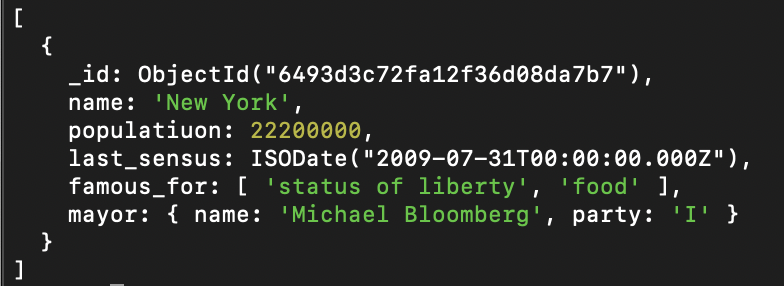 [
  {
    _id: ObjectId("6493d3c72fa12f36d08da7b7"),
    name: 'New York',
    populatiuon: 22200000,
    last_sensus: ISODate("2009-07-31T00:00:00.000Z"),
    famous_for: [ 'status of liberty', 'food' ],
    mayor: { name: 'Michael Bloomberg', party: 'I' }
  }
]